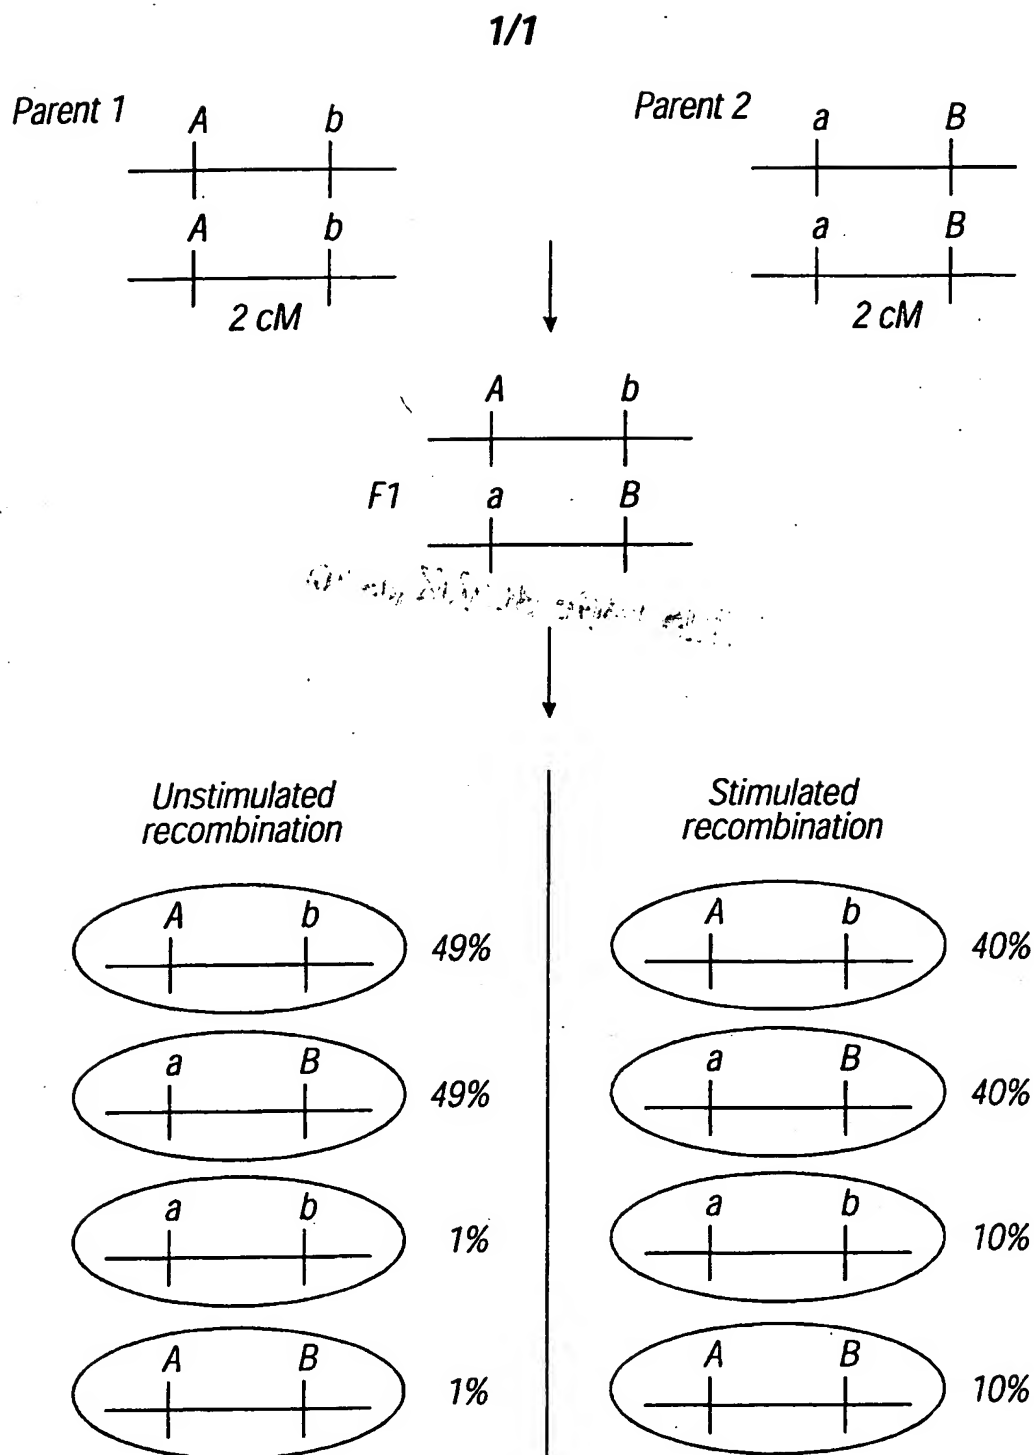 1/1
Parent 1
A b
A b
2 cM
Parent 2
a B
a B
2 cM
A b
F1
a B
Unstimulated
recombination
A b
49%
a B
49%
a b
1%
A B
1%
Stimulated
recombination
A b
40%
a B
40%
a b
10%
A B
10%